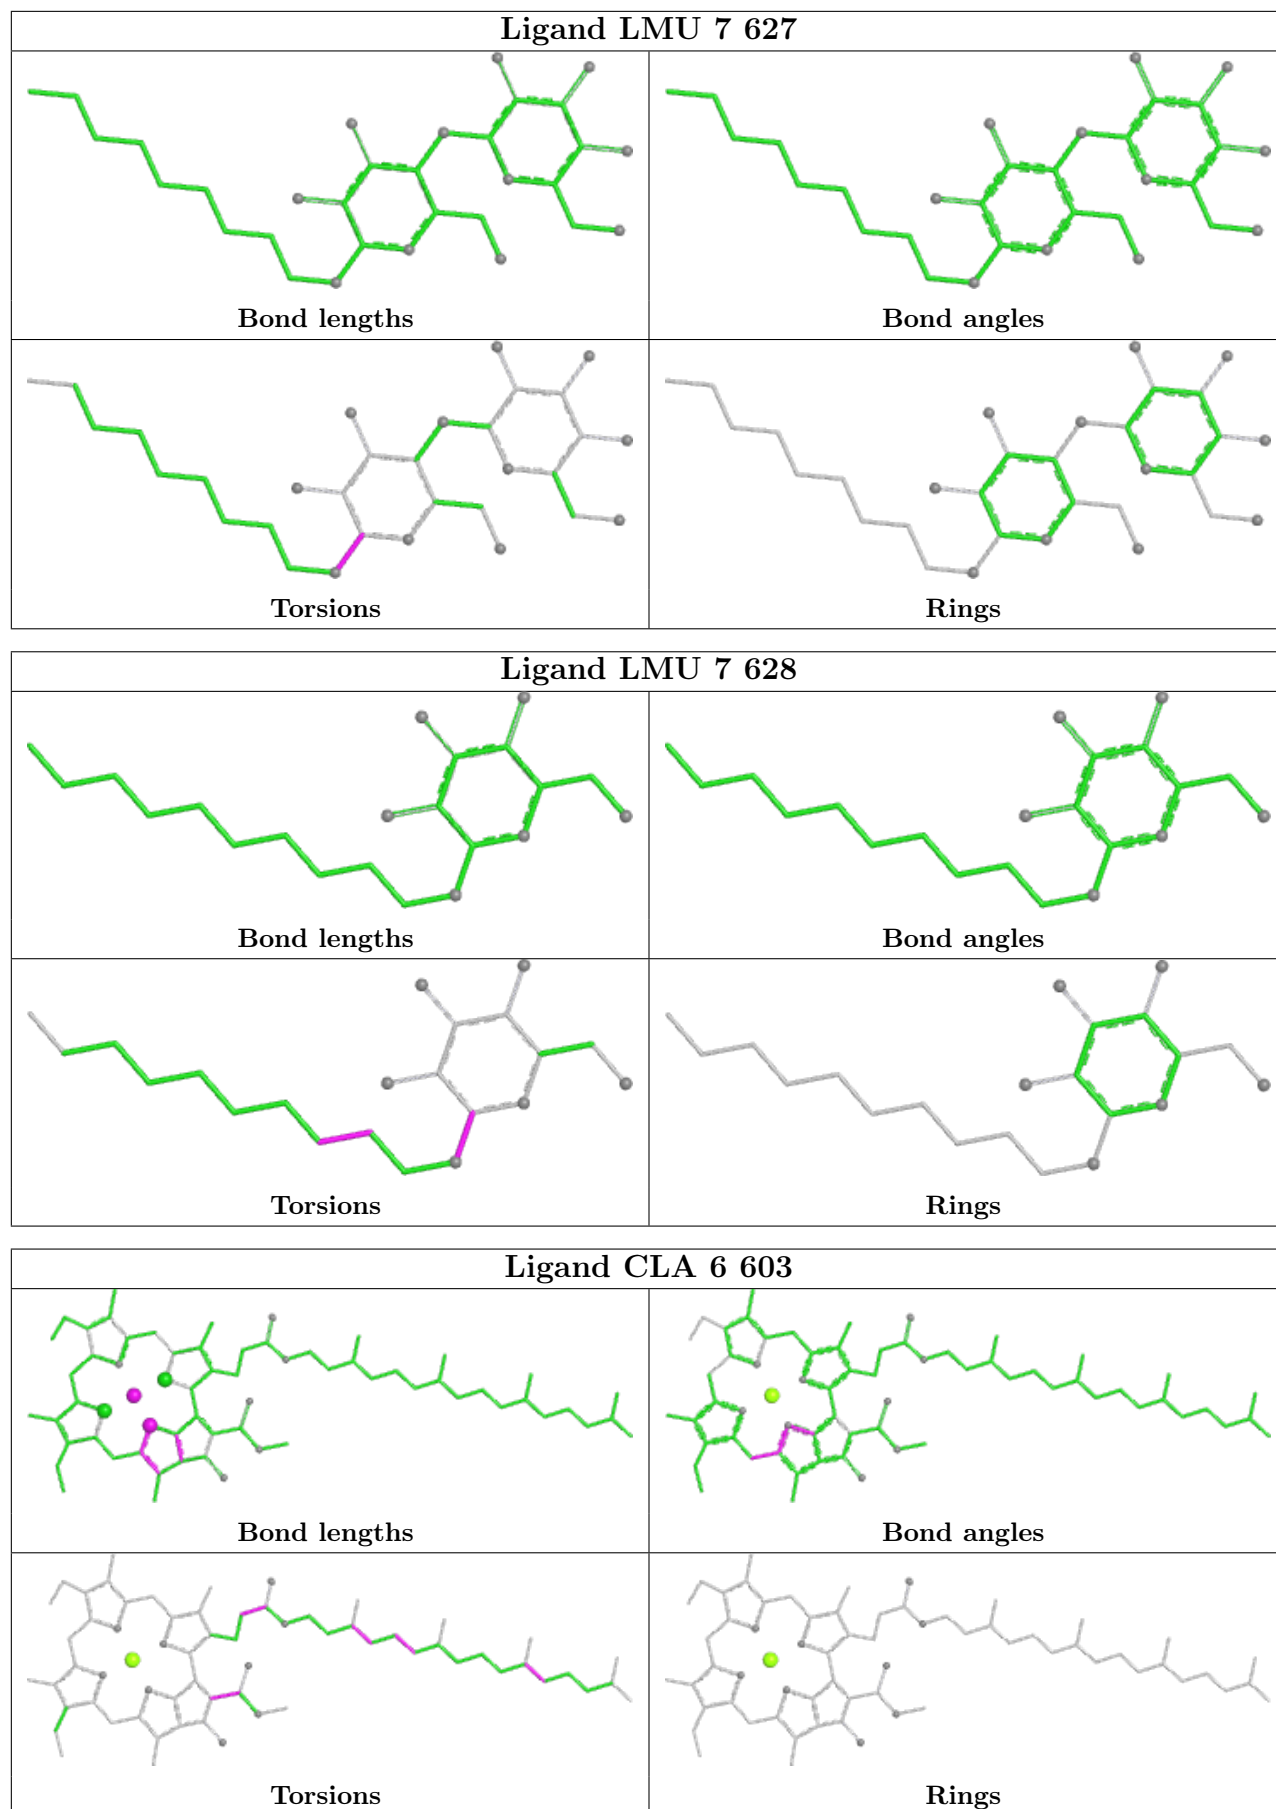 Ligand LMU 7 627
Bond lengths
Bond angles
Torsions
Rings
Ligand LMU 7 628
Bond lengths
Bond angles
Torsions
Rings
Ligand CLA 6 603
Bond lengths
Bond angles
Torsions
Rings